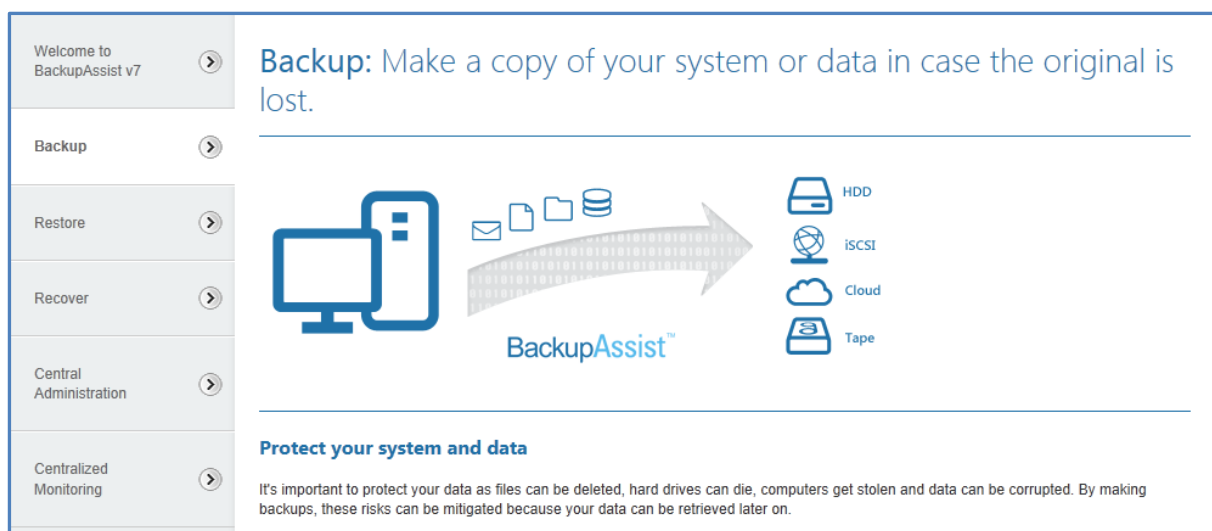 Welcome to
BackupAssist v7
Backup
Restore
Recover
Central
Administration
Centralized
Monitoring
Backup: Make a copy of your system or data in case the original is
lost.
HDD
iSCSI
Cloud
Tape
BackupAssist™
Protect your system and data
It's important to protect your data as files can be deleted, hard drives can die, computers get stolen and data can be corrupted. By making
backups, these risks can be mitigated because your data can be retrieved later on.